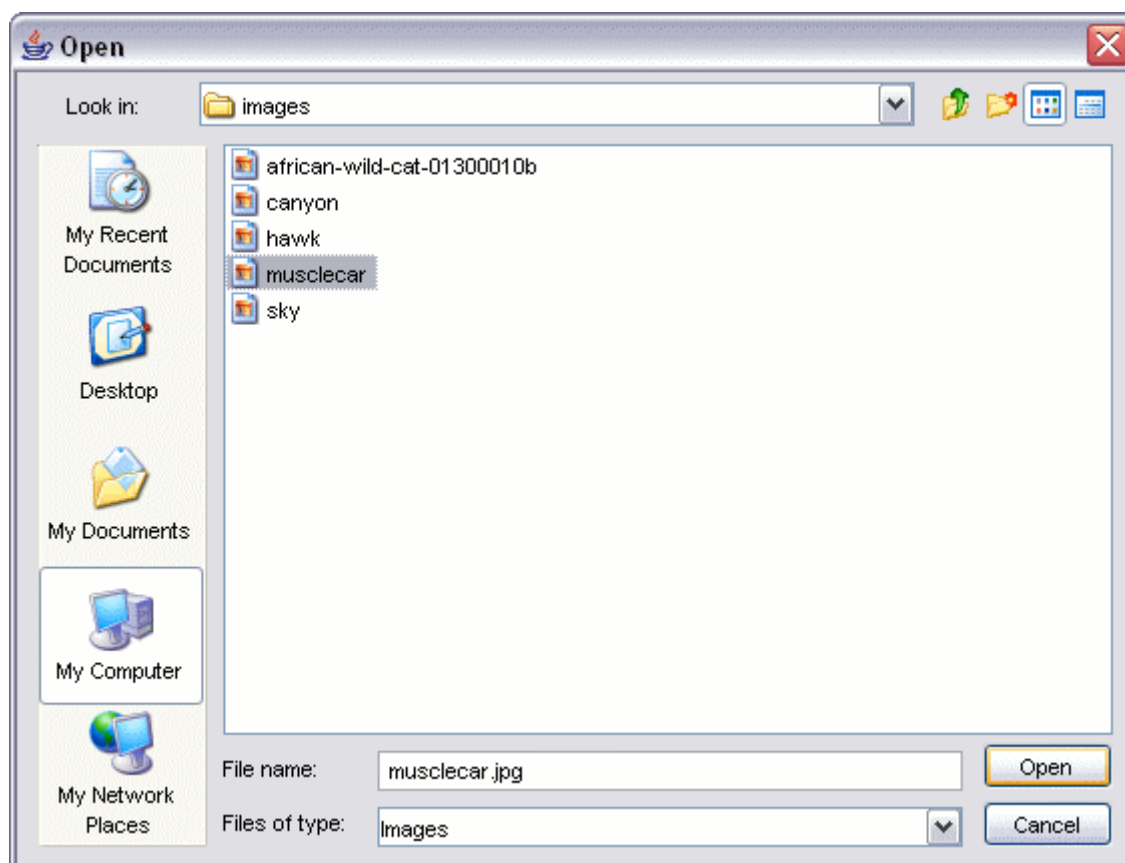 Open
Look in:
images
My Recent
Documents
Desktop
My Documents
My Computer
My Network
Places
african-wild-cat-01300010b
canyon
hawk
musclecar
sky
File name:
musclecar.jpg
Open
Files of type:
Images
Cancel